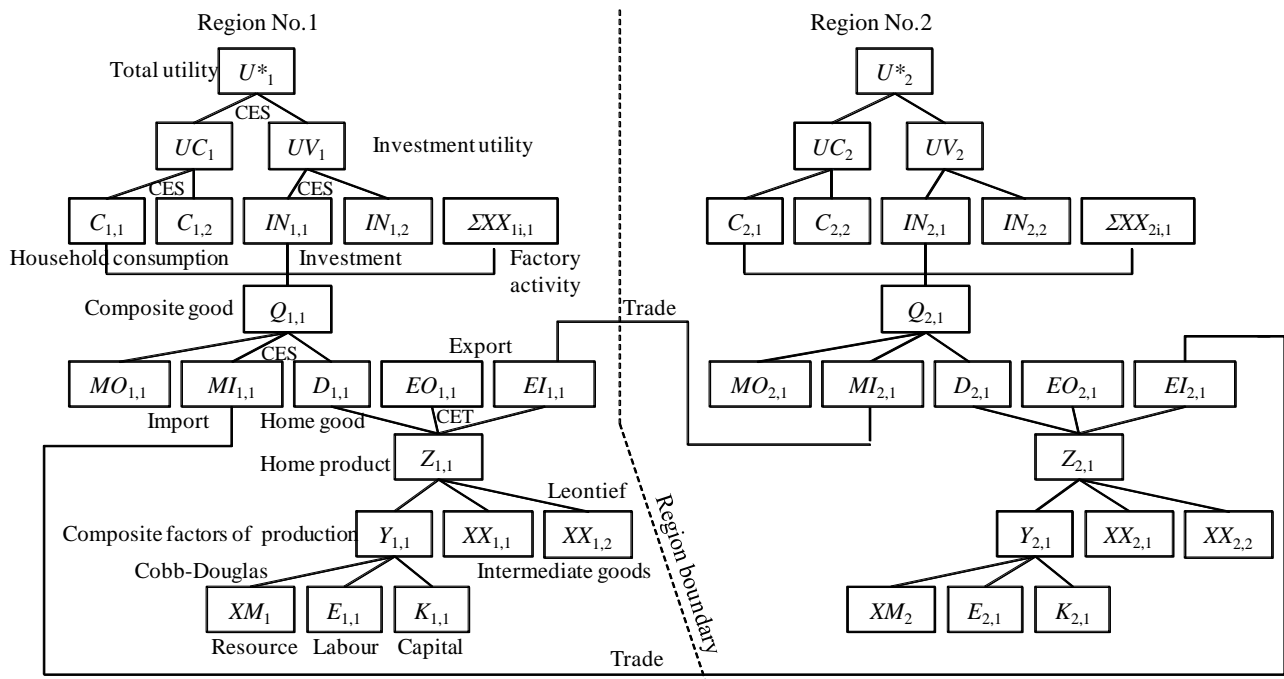 Region No.1 Region No.2
Total utility U*1 U*2
CES
UC1 UV1 Investment utility UC2 UV2
CES CES
C1,1 C1,2 IN1,1 IN1,2 ΣXX1i,1 C2,1 C2,2 IN2,1 IN2,2 ΣXX2i,1
Household consumption Investment Factory
activity
Composite good Q1,1 Trade Q2,1
CES Export
MO1,1 MI1,1 D1,1 EO1,1 EI1,1 MO2,1 MI2,1 D2,1 EO2,1 EI2,1
Import Home good CET
Home product Z1,1 Z2,1
Leontief
Composite factors of production Y1,1 XX1,1 XX1,2 Y2,1 XX2,1 XX2,2
Region boundary
Cobb-Douglas Intermediate goods
XM1 E1,1 K1,1 XM2 E2,1 K2,1
Resource Labour Capital
Trade